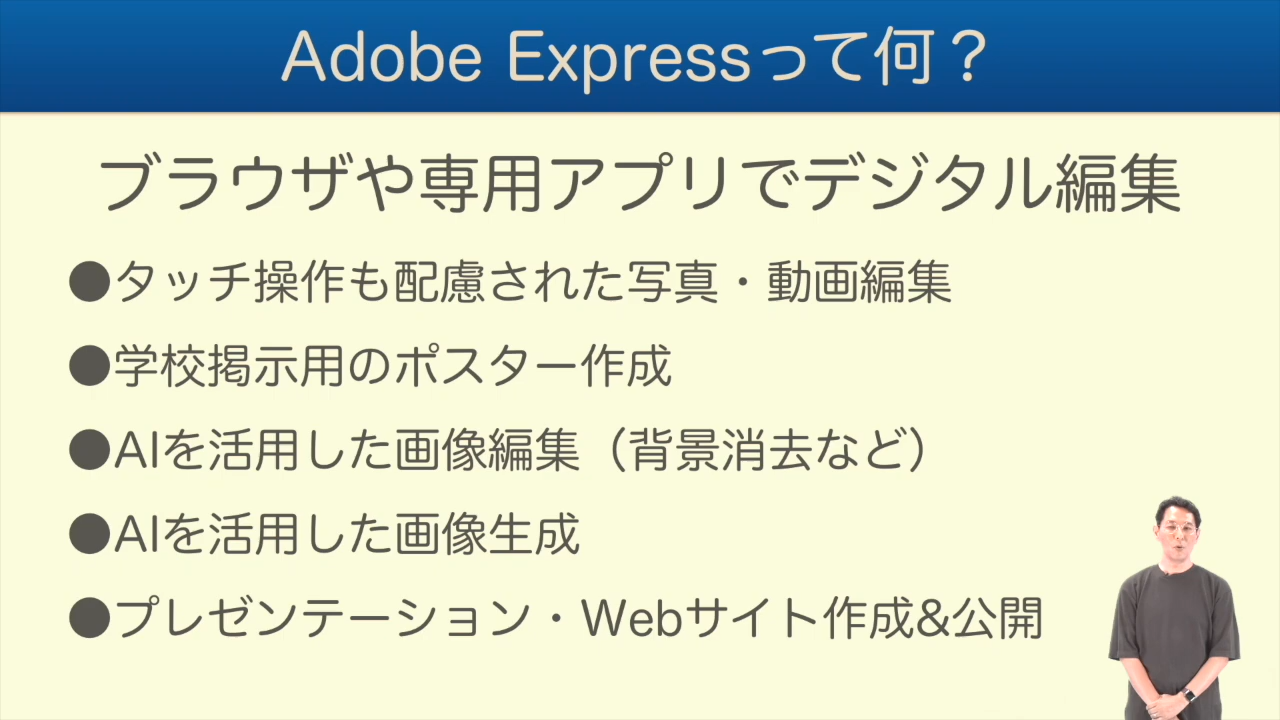 Adobe Expressって何？
ブラウザや専用アプリでデジタル編集
●タッチ操作も配慮された写真・動画編集
●学校掲示用のポスター作成
●AIを活用した画像編集（背景消去など）
●AIを活用した画像生成
●プレゼンテーション・Webサイト作成&公開